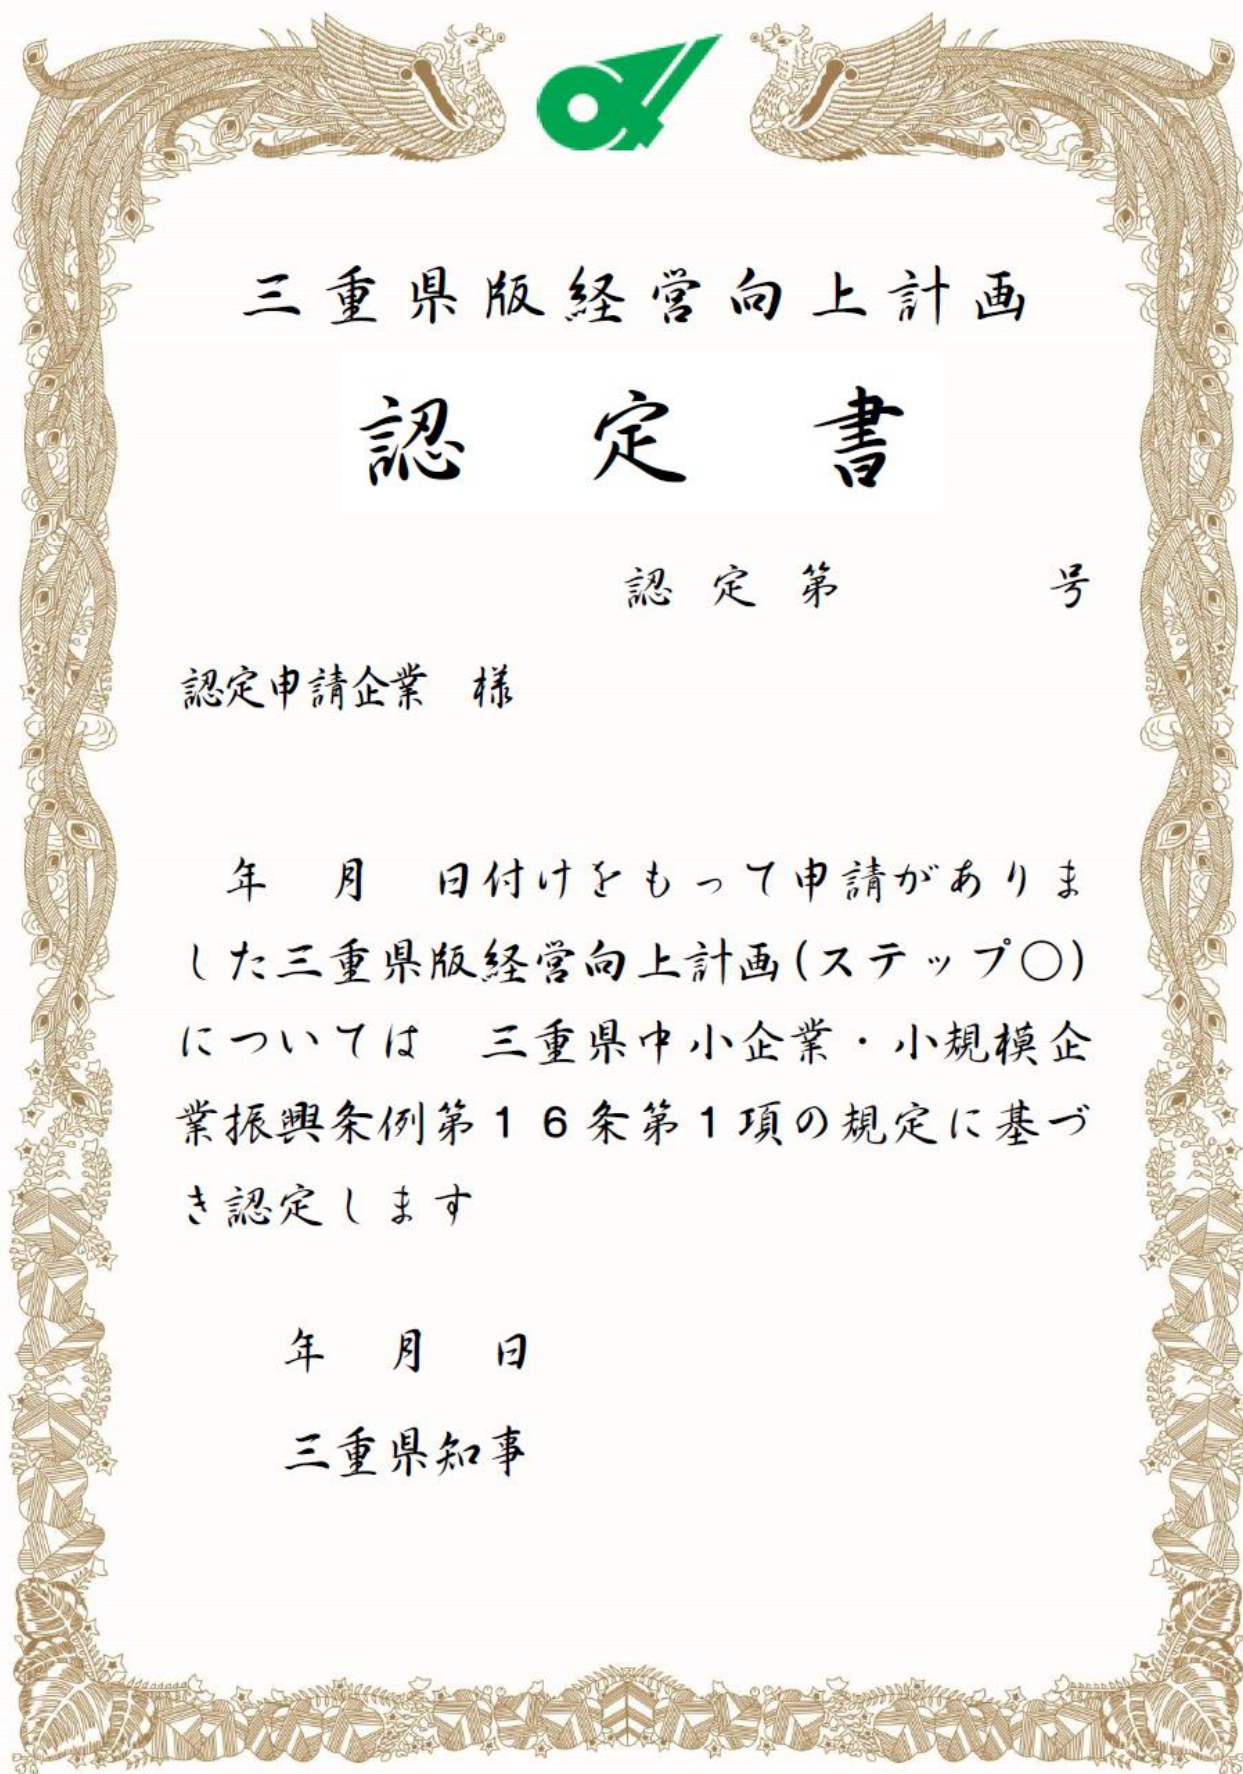 三重県版経営向上計画
認　定　書
認 定 第　　　　号
認定申請企業　様
年　月　日付けをもって申請がありま
した三重県版経営向上計画(ステップ〇)
については　三重県中小企業・小規模企
業振興条例第１６条第１項の規定に基づ
き認定します
年　月　日
三重県知事